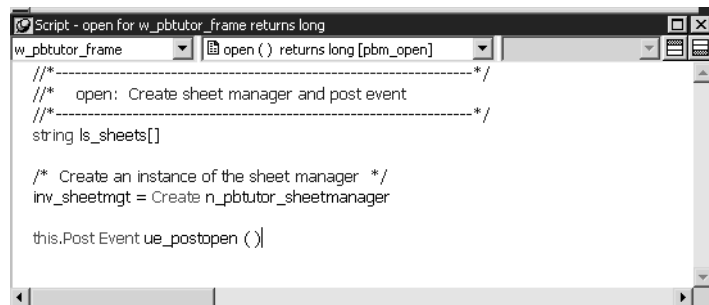 Script - open for w_pbtutor_frame returns long
w_pbtutor_frame open ( ) returns long [pbm_open]
//*-----------------------------------------------------------------*/
//* open: Create sheet manager and post event
//*-----------------------------------------------------------------*/
string ls_sheets[]
/* Create an instance of the sheet manager */
inv_sheetmgt = Create n_pbtutor_sheetmanager
this.Post Event ue_postopen ( )